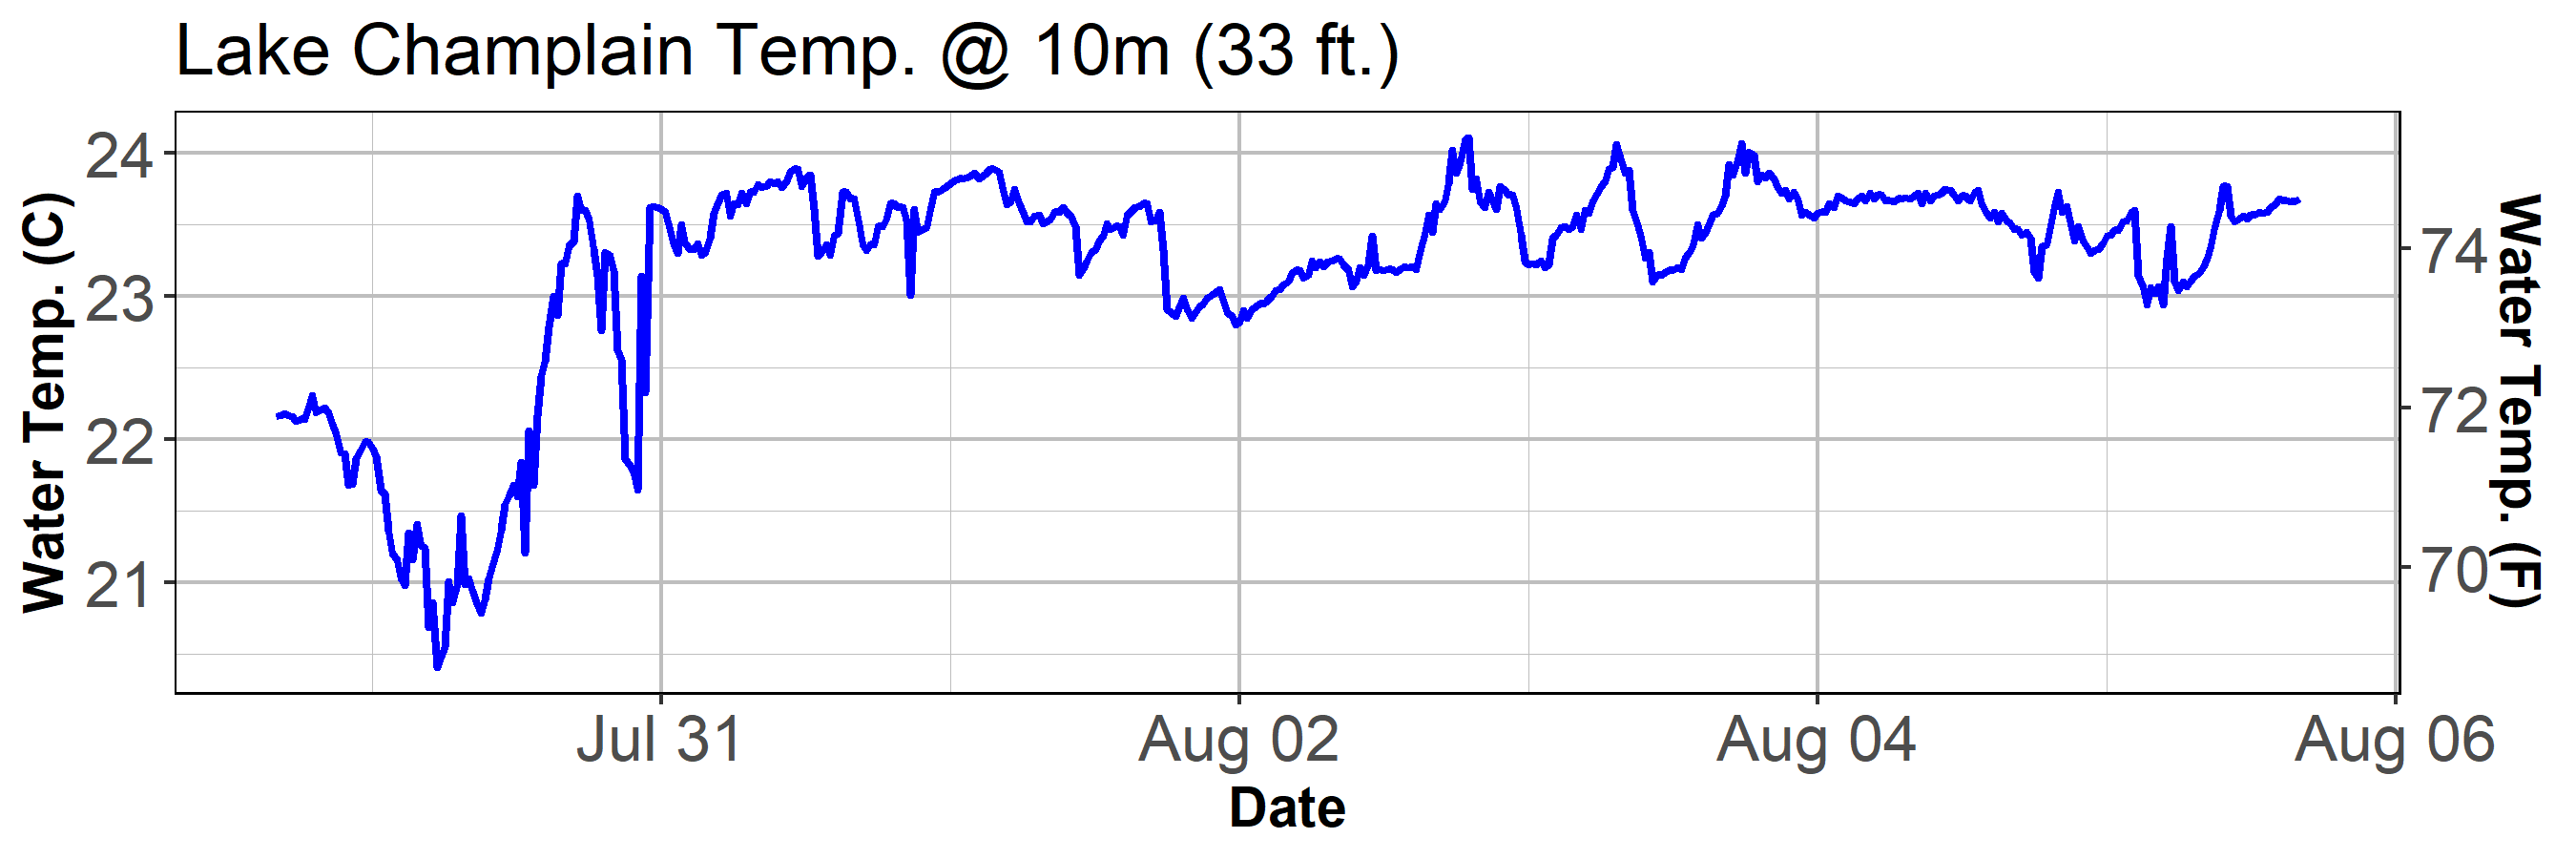 Lake Champlain Temp. @ 10m (33 ft.)
Water Temp. (C)
24
23
22
21
74
72
70
Water Temp. (F)
Jul 31
Aug 02
Aug 04
Aug 06
Date